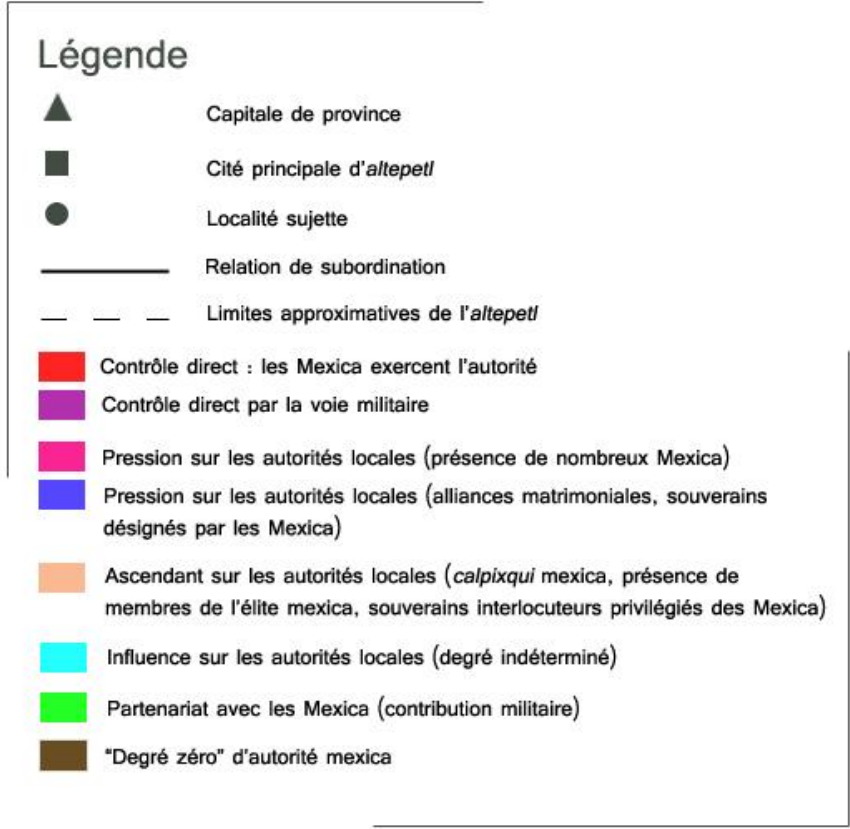 Légende
Capitale de province
Cité principale d'altepetl
Localité sujette
Relation de subordination
Limites approximatives de l'altepetl
Contrôle direct : les Mexica exercent l'autorité
Contrôle direct par la voie militaire
Pression sur les autorités locales (présence de nombreux Mexica)
Pression sur les autorités locales (alliances matrimoniales, souverains
désignés par les Mexica)
Ascendant sur les autorités locales (calpixqui mexica, présence de
membres de l'élite mexica, souverains interlocuteurs privilégiés des Mexica)
Influence sur les autorités locales (degré indéterminé)
Partenariat avec les Mexica (contribution militaire)
"Degré zéro" d'autorité mexica